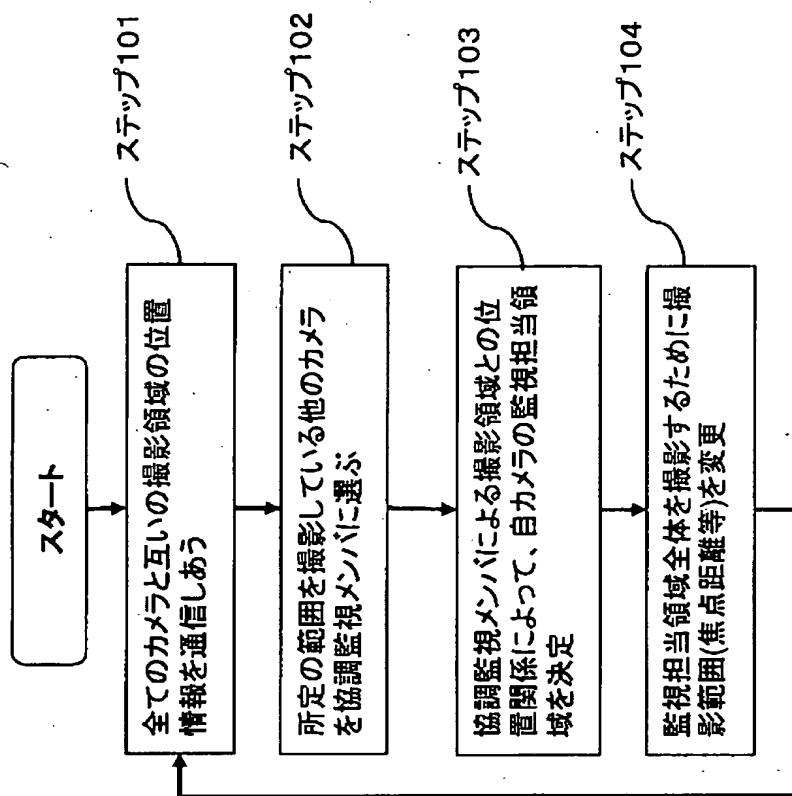 スタート
全てのカメラと互いの撮影領域の位置
情報を通信しあう
ステップ101
所定の範囲を撮影している他のカメラ
を協調監視メンバに選ぶ
ステップ102
協調監視メンバによる撮影領域との位
置関係によって、自カメラの監視担当領
域を決定
ステップ103
監視担当領域全体を撮影するために撮
影範囲(焦点距離等)を変更
ステップ104